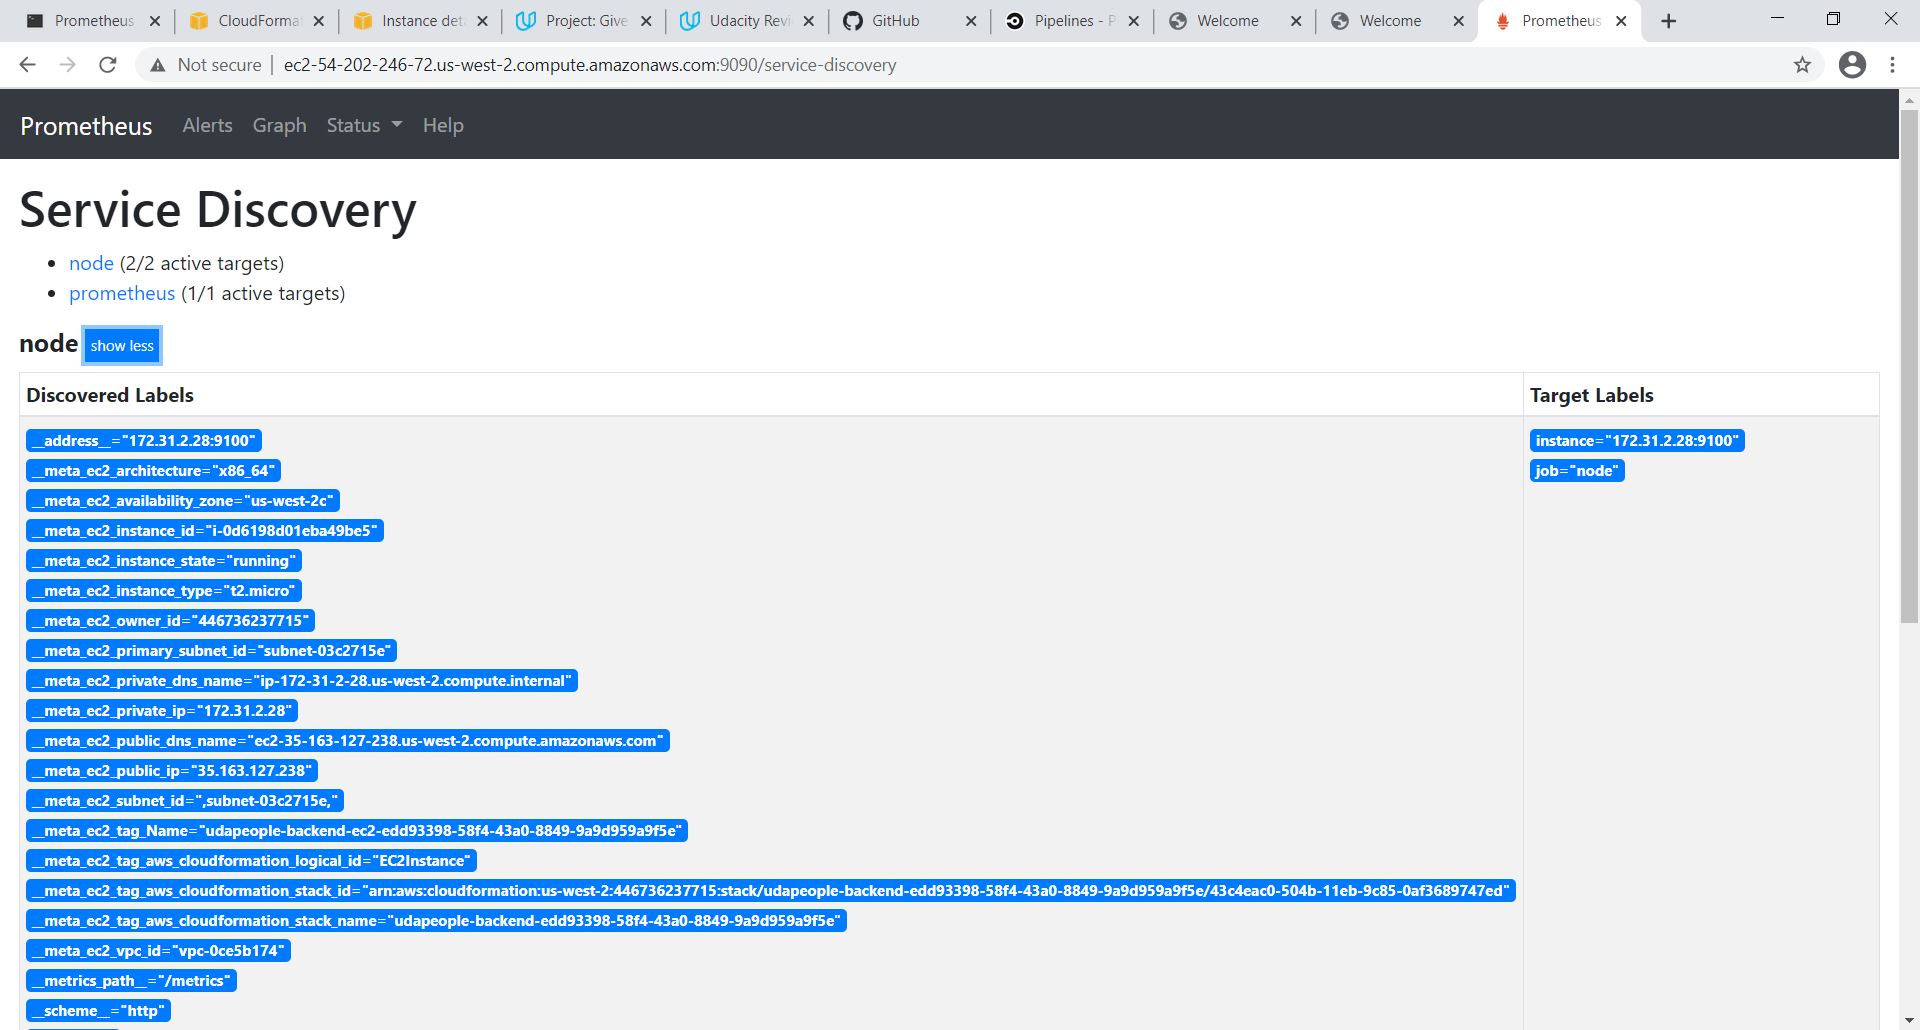 Prometheus
CloudForma
Instance det
Project: Give
Udacity Revi
GitHub
Pipelines - P
Welcome
Welcome
Prometheus
Not secure
ec2-54-202-246-72.us-west-2.compute.amazonaws.com:9090/service-discovery
Prometheus Alerts Graph Status Help
Service Discovery
node (2/2 active targets)
prometheus (1/1 active targets)
node show less
Discovered Labels
Target Labels
__address__="172.31.2.28:9100"
instance="172.31.2.28:9100"
__meta_ec2_architecture="x86_64"
job="node"
__meta_ec2_availability_zone="us-west-2c"
__meta_ec2_instance_id="i-0d6198d01eba49be5"
__meta_ec2_instance_state="running"
__meta_ec2_instance_type="t2.micro"
__meta_ec2_owner_id="446736237715"
__meta_ec2_primary_subnet_id="subnet-03c2715e"
__meta_ec2_private_dns_name="ip-172-31-2-28.us-west-2.compute.internal"
__meta_ec2_private_ip="172.31.2.28"
__meta_ec2_public_dns_name="ec2-35-163-127-238.us-west-2.compute.amazonaws.com"
__meta_ec2_public_ip="35.163.127.238"
__meta_ec2_subnet_id=",subnet-03c2715e,"
__meta_ec2_tag_Name="udapeople-backend-ec2-edd93398-58f4-43a0-8849-9a9d959a9f5e"
__meta_ec2_tag_aws_cloudformation_logical_id="EC2Instance"
__meta_ec2_tag_aws_cloudformation_stack_id="arn:aws:cloudformation:us-west-2:446736237715:stack/udapeople-backend-edd93398-58f4-43a0-8849-9a9d959a9f5e/43c4eac0-504b-11eb-9c85-0af3689747ed"
__meta_ec2_tag_aws_cloudformation_stack_name="udapeople-backend-edd93398-58f4-43a0-8849-9a9d959a9f5e"
__meta_ec2_vpc_id="vpc-0ce5b174"
__metrics_path__="/metrics"
__scheme__="http"